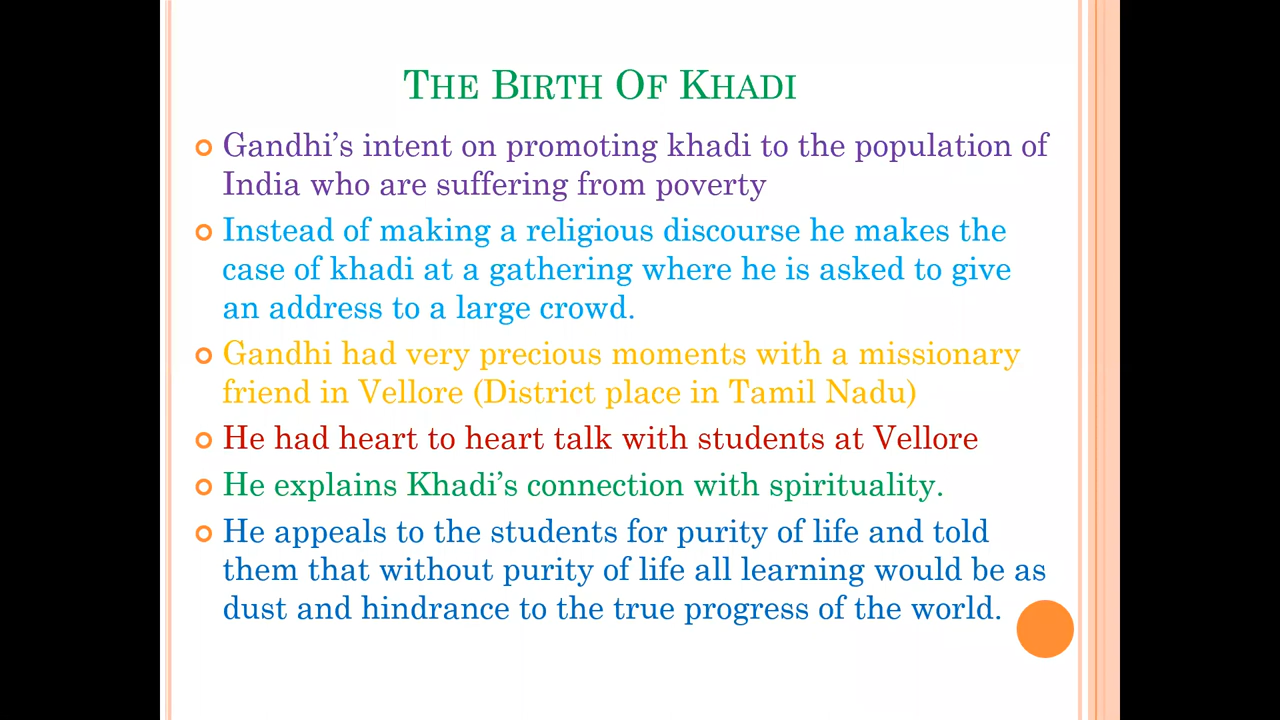 THE BIRTH OF KHADI
Gandhi’s intent on promoting khadi to the population of
India who are suffering from poverty
Instead of making a religious discourse he makes the
case of khadi at a gathering where he is asked to give
an address to a large crowd.
Gandhi had very precious moments with a missionary
friend in Vellore (District place in Tamil Nadu)
He had heart to heart talk with students at Vellore
He explains Khadi’s connection with spirituality.
He appeals to the students for purity of life and told
them that without purity of life all learning would be as
dust and hindrance to the true progress of the world.